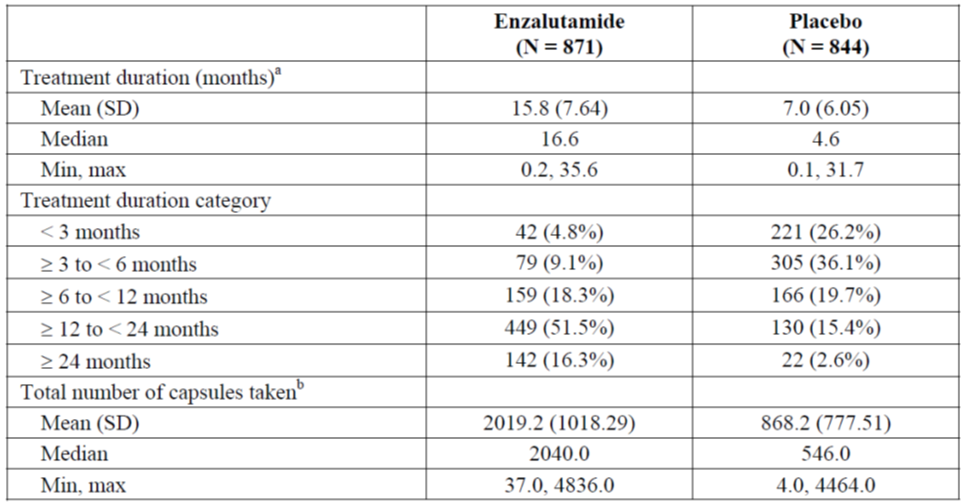 Enzalutamide Placebo
(N = 871) (N = 844)
Treatment duration (months)a
Mean (SD) 15.8 (7.64) 7.0 (6.05)
Median 16.6 4.6
Min, max 0.2, 35.6 0.1, 31.7
Treatment duration category
< 3 months 42 (4.8%) 221 (26.2%)
≥ 3 to < 6 months 79 (9.1%) 305 (36.1%)
≥ 6 to < 12 months 159 (18.3%) 166 (19.7%)
≥ 12 to < 24 months 449 (51.5%) 130 (15.4%)
≥ 24 months 142 (16.3%) 22 (2.6%)
Total number of capsules takenb
Mean (SD) 2019.2 (1018.29) 868.2 (777.51)
Median 2040.0 546.0
Min, max 37.0, 4836.0 4.0, 4464.0